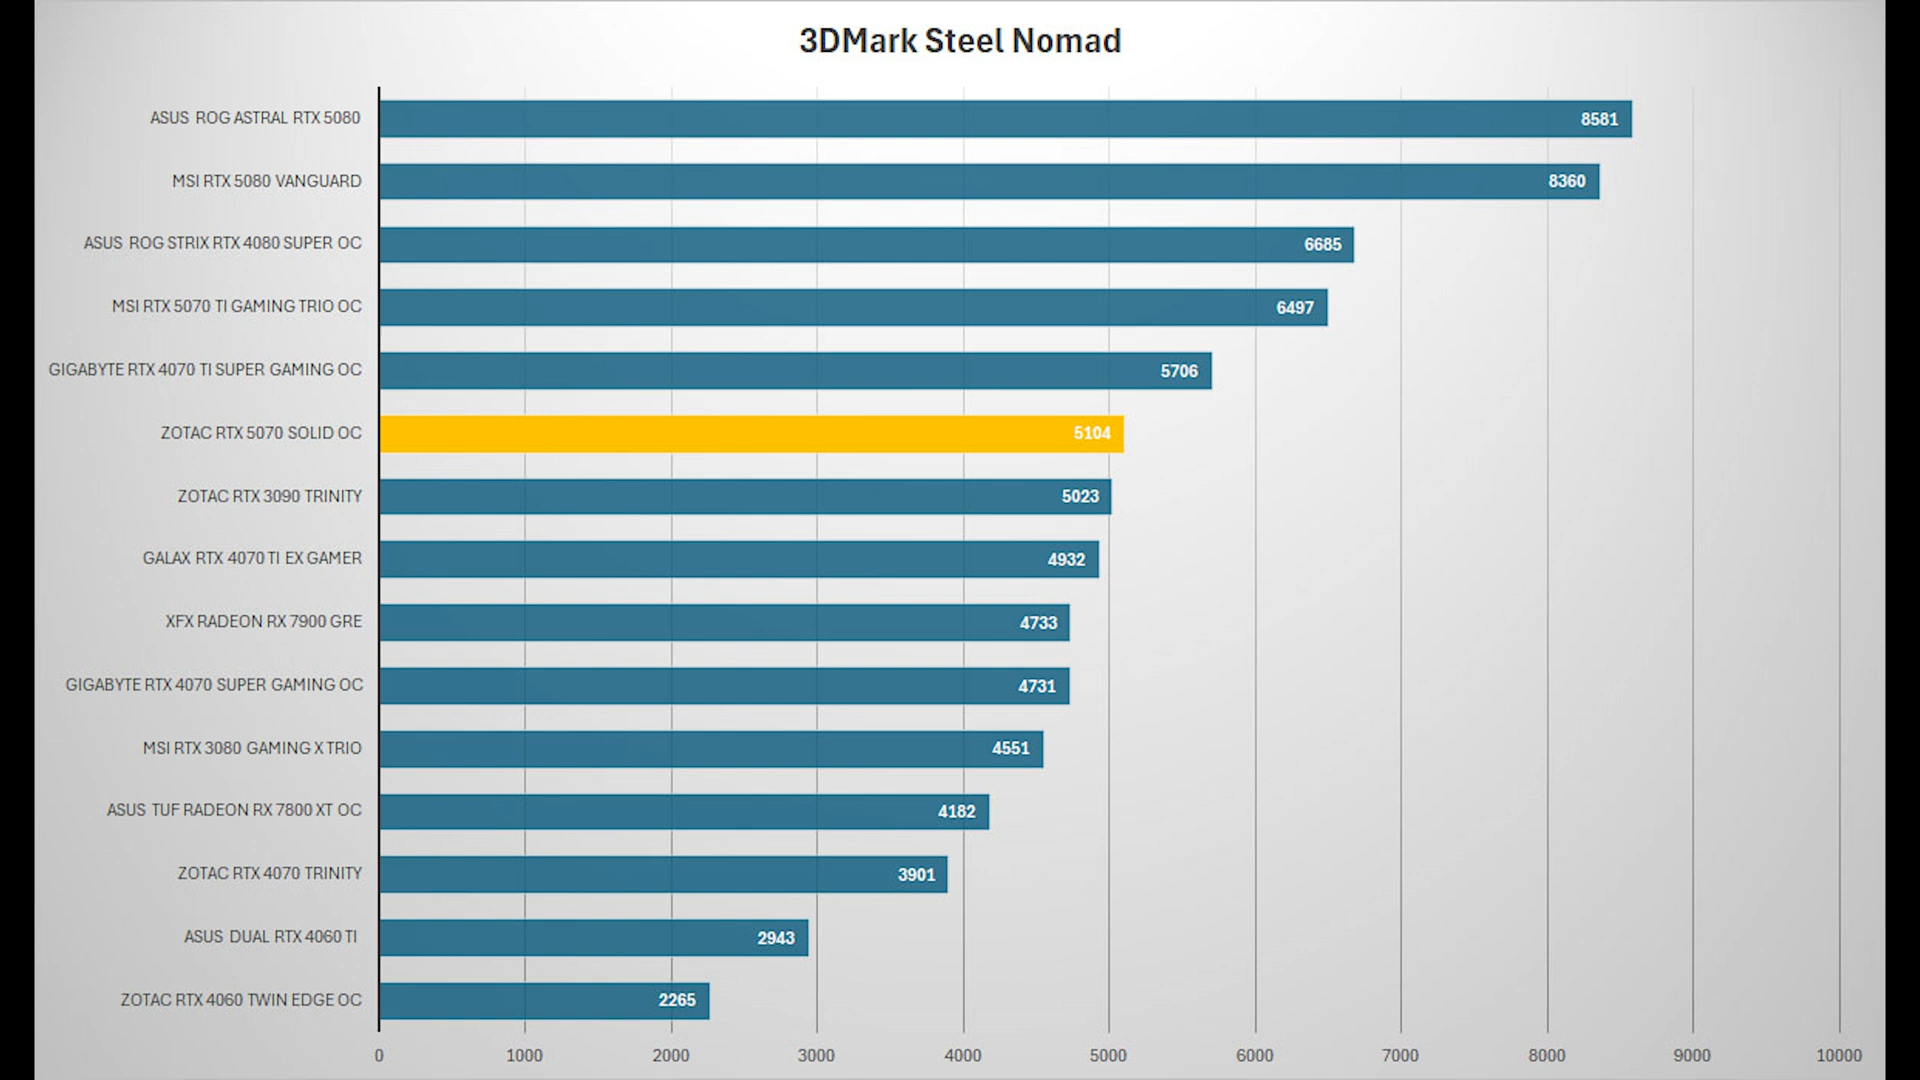 3DMark Steel Nomad
ASUS ROG ASTRAL RTX 5080 8581
MSI RTX 5080 VANGUARD 8360
ASUS ROG STRIX RTX 4080 SUPER OC 6685
MSI RTX 5070 TI GAMING TRIO OC 6497
GIGABYTE RTX 4070 TI SUPER GAMING OC 5706
ZOTAC RTX 5070 SOLID OC 5104
ZOTAC RTX 3090 TRINITY 5023
GALAX RTX 4070 TI EX GAMER 4932
XFX RADEON RX 7900 GRE 4733
GIGABYTE RTX 4070 SUPER GAMING OC 4731
MSI RTX 3080 GAMING X TRIO 4551
ASUS TUF RADEON RX 7800 XT OC 4182
ZOTAC RTX 4070 TRINITY 3901
ASUS DUAL RTX 4060 TI 2943
ZOTAC RTX 4060 TWIN EDGE OC 2265
0 1000 2000 3000 4000 5000 6000 7000 8000 9000 10000